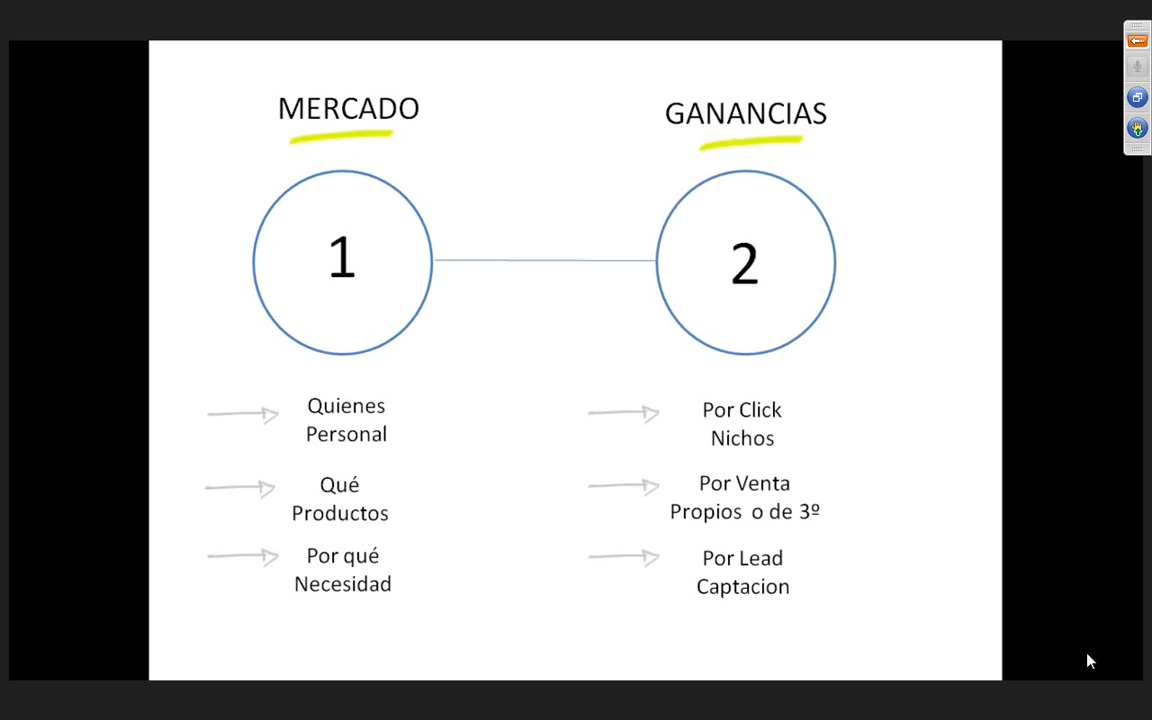 MERCADO
GANANCIAS
1
2
Quienes
Personal
Qué
Productos
Por qué
Necesidad
Por Click
Nichos
Por Venta
Propios o de 3º
Por Lead
Captacion